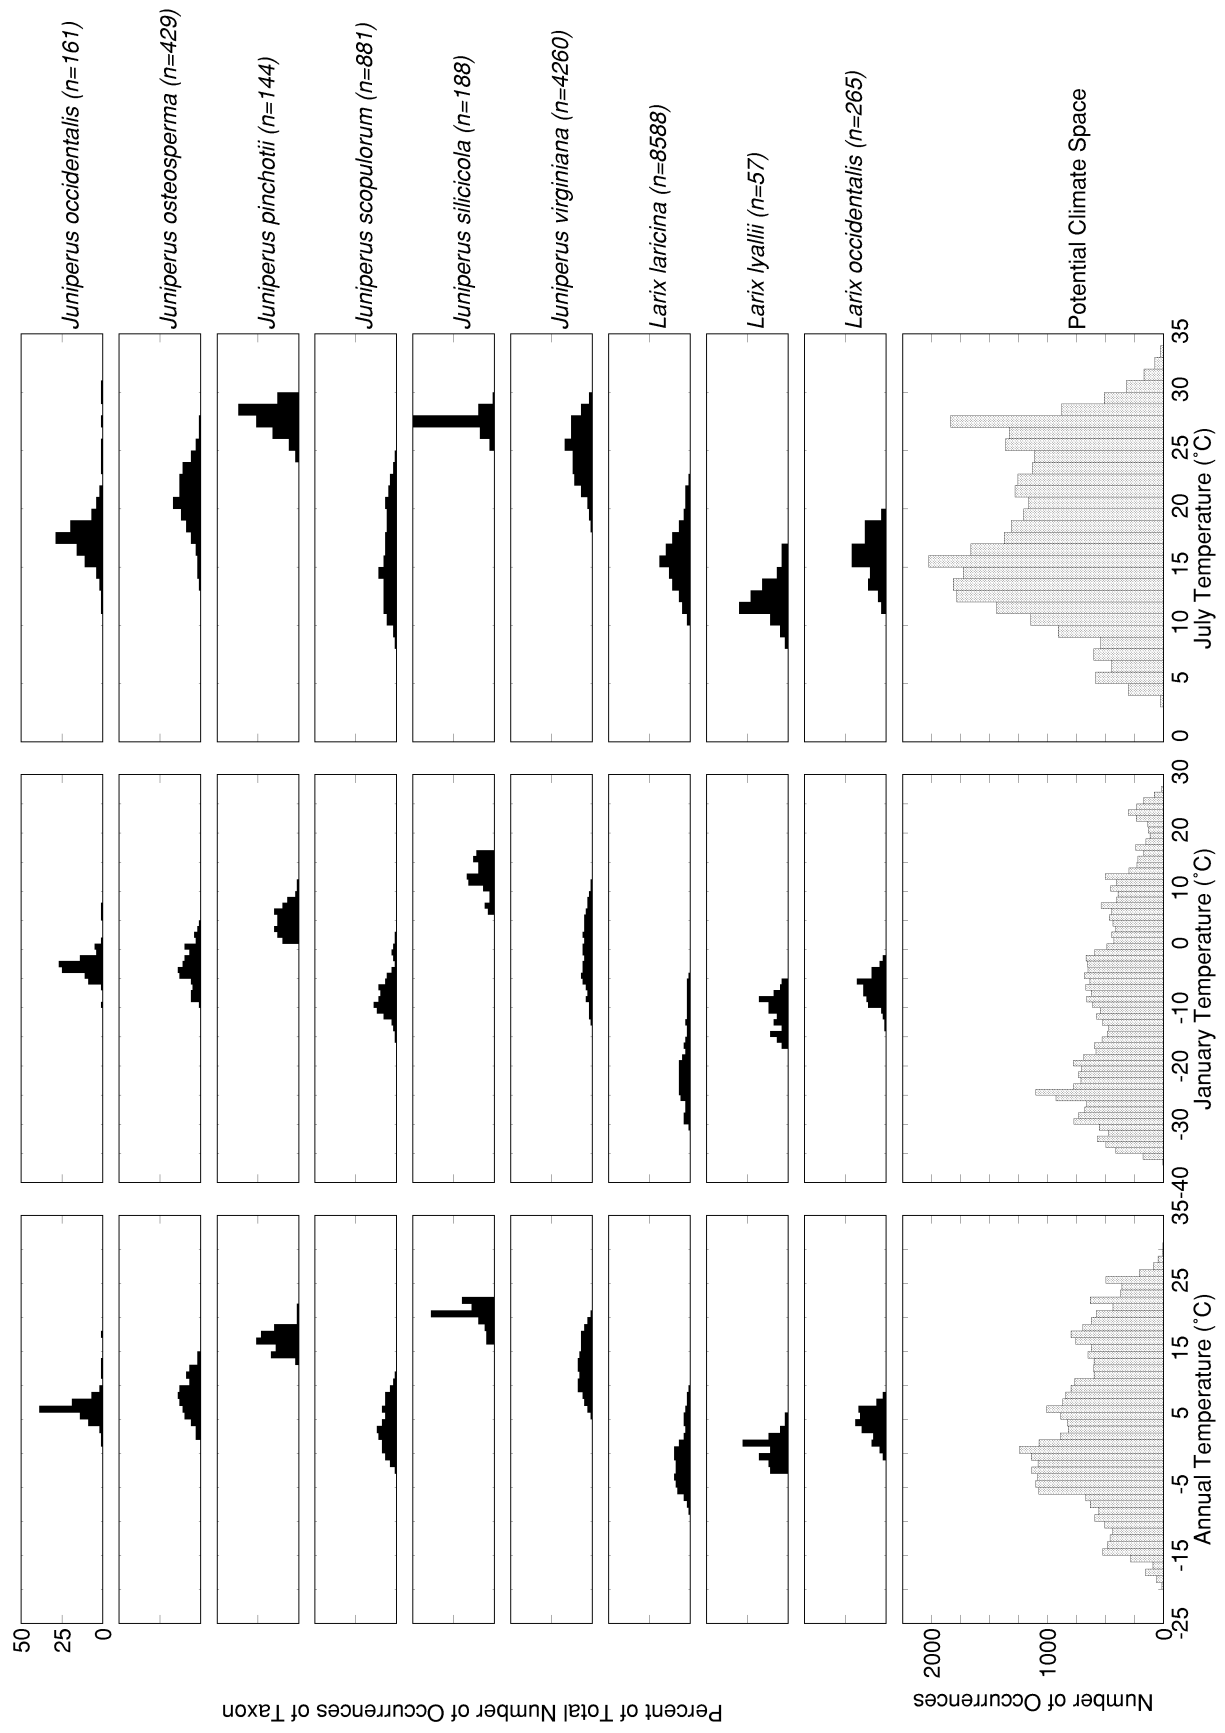 50
25
0
Juniperus occidentalis (n=161)
Juniperus osteosperma (n=429)
Juniperus pinchotii (n=144)
Juniperus scopulorum (n=881)
Juniperus silicicola (n=188)
Juniperus virginiana (n=4260)
Larix laricina (n=8588)
Larix lyallii (n=57)
Larix occidentalis (n=265)
Potential Climate Space
Percent of Total Number of Occurrences of Taxon
Number of Occurrences
2000
1000
0
-25 -15 -5 5 15 25 35
Annual Temperature (˚C)
-40 -30 -20 -10 0 10 20 30
January Temperature (˚C)
0 5 10 15 20 25 30 35
July Temperature (˚C)